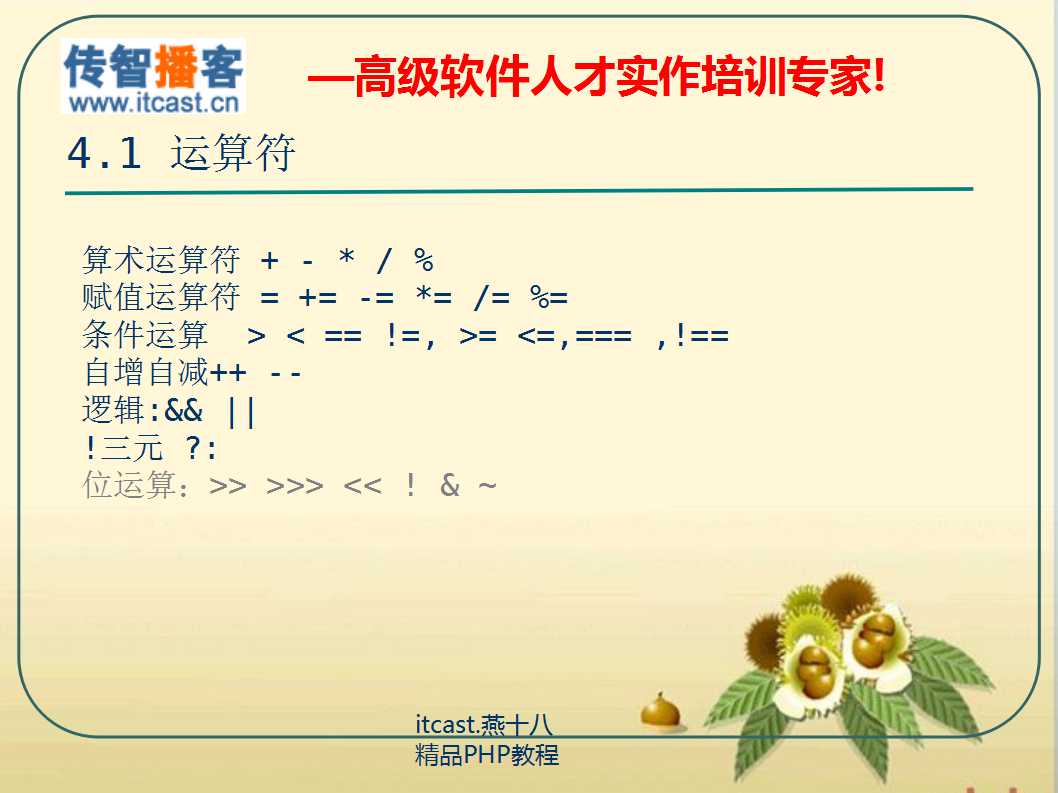 传智播客
www.itcast.cn
—高级软件人才实作培训专家!
4.1 运算符
算术运算符 + - * / %
赋值运算符 = += -= *= /= %=
条件运算  > < == !=, >= <=,=== ,!==
自增自减++ --
逻辑:&& ||
!三元 ?:
位运算：>> >>> << ! & ~
itcast.燕十八
精品PHP教程